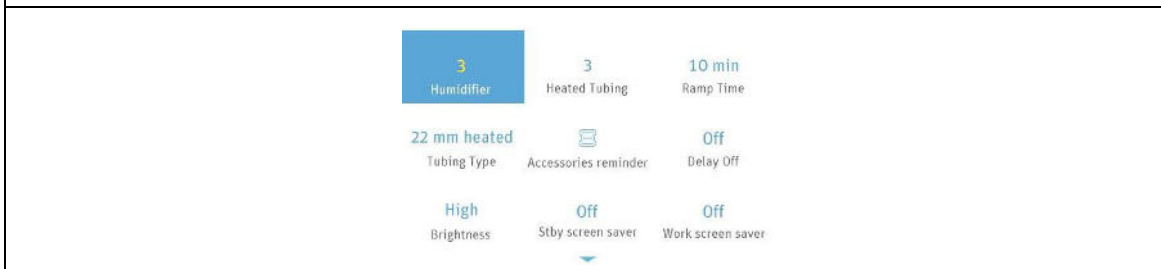 3 3 10 min
Humidifier Heated Tubing Ramp Time
22 mm heated Off
Tubing Type Accessories reminder Delay Off
High Off Off
Brightness Stby screen saver Work screen saver